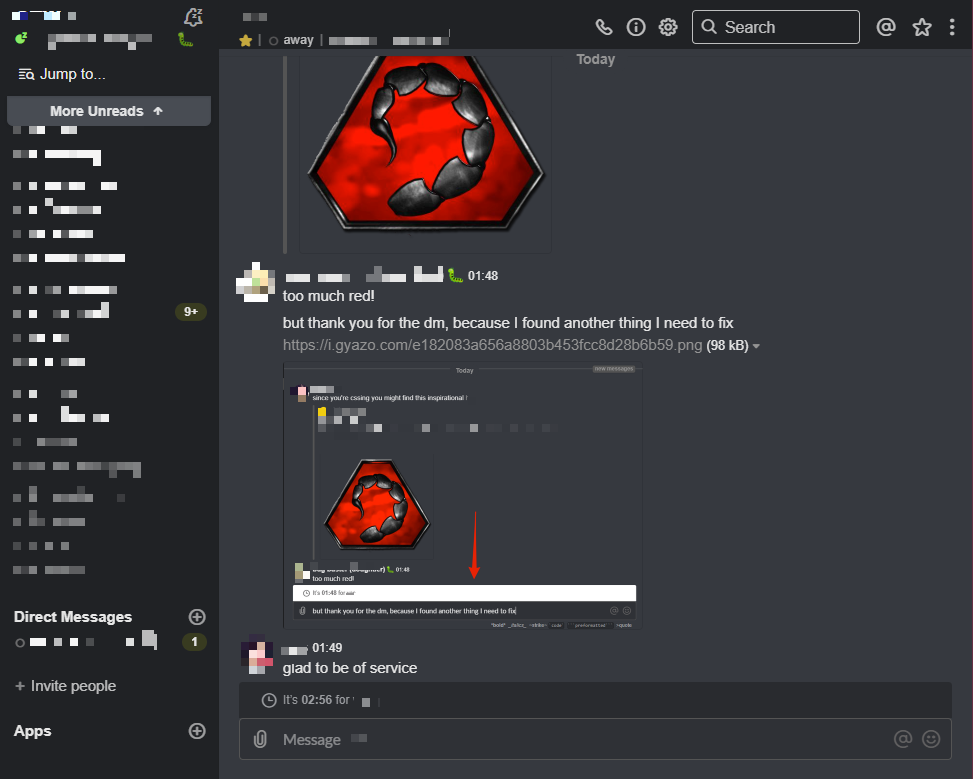 away
Search
Jump to...
More Unreads
9+
Direct Messages
1
+ Invite people
Apps
Today
01:48
too much red!
but thank you for the dm, because I found another thing I need to fix
https://i.gyazo.com/e182083a656a8803b453fcc8d28b6b59.png (98 kB)
Today
new messages
since you're cssing you might find this inspirational !
01:48
too much red!
It's 01:48 for
but thank you for the dm, because I found another thing I need to fix
*bold* _italics_ ~strike~ code preformatted >quote
01:49
glad to be of service
It's 02:56 for
Message